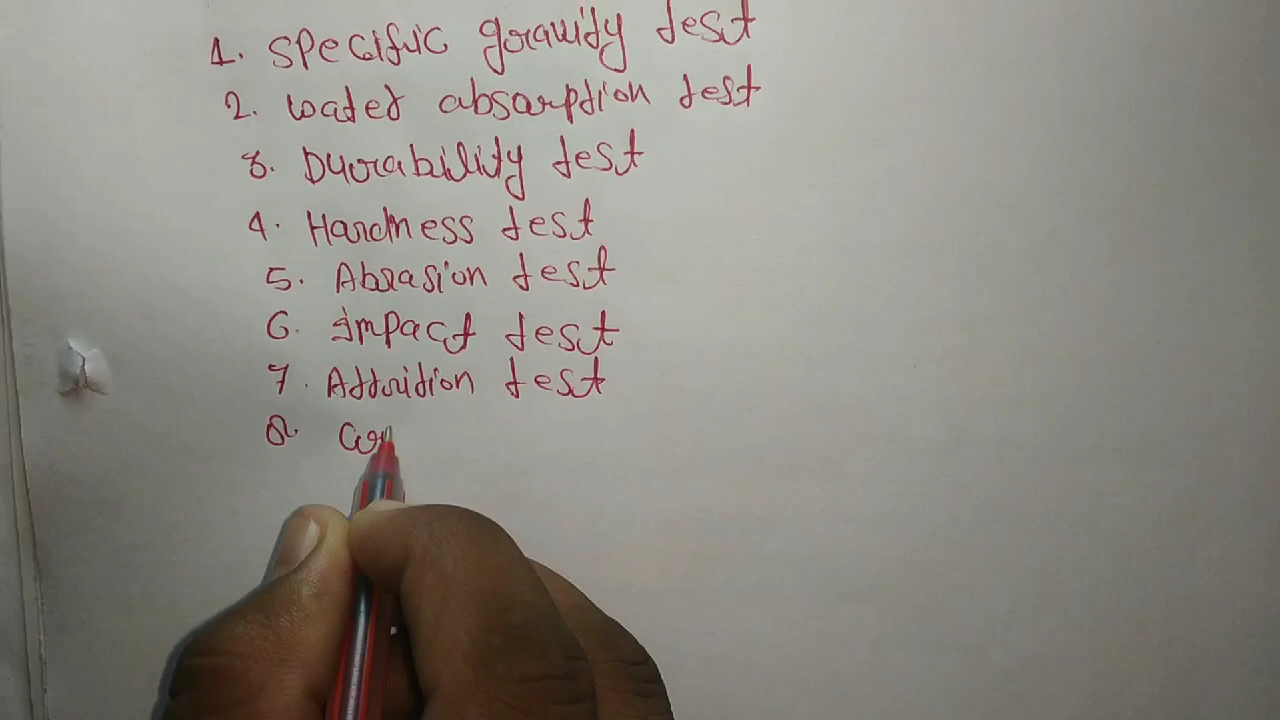 1. Specific gravity test
2. Water absarption test
3. Durability test
4. Hardness test
5. Abrasion test
6. Impact test
7. Attrition test
8.